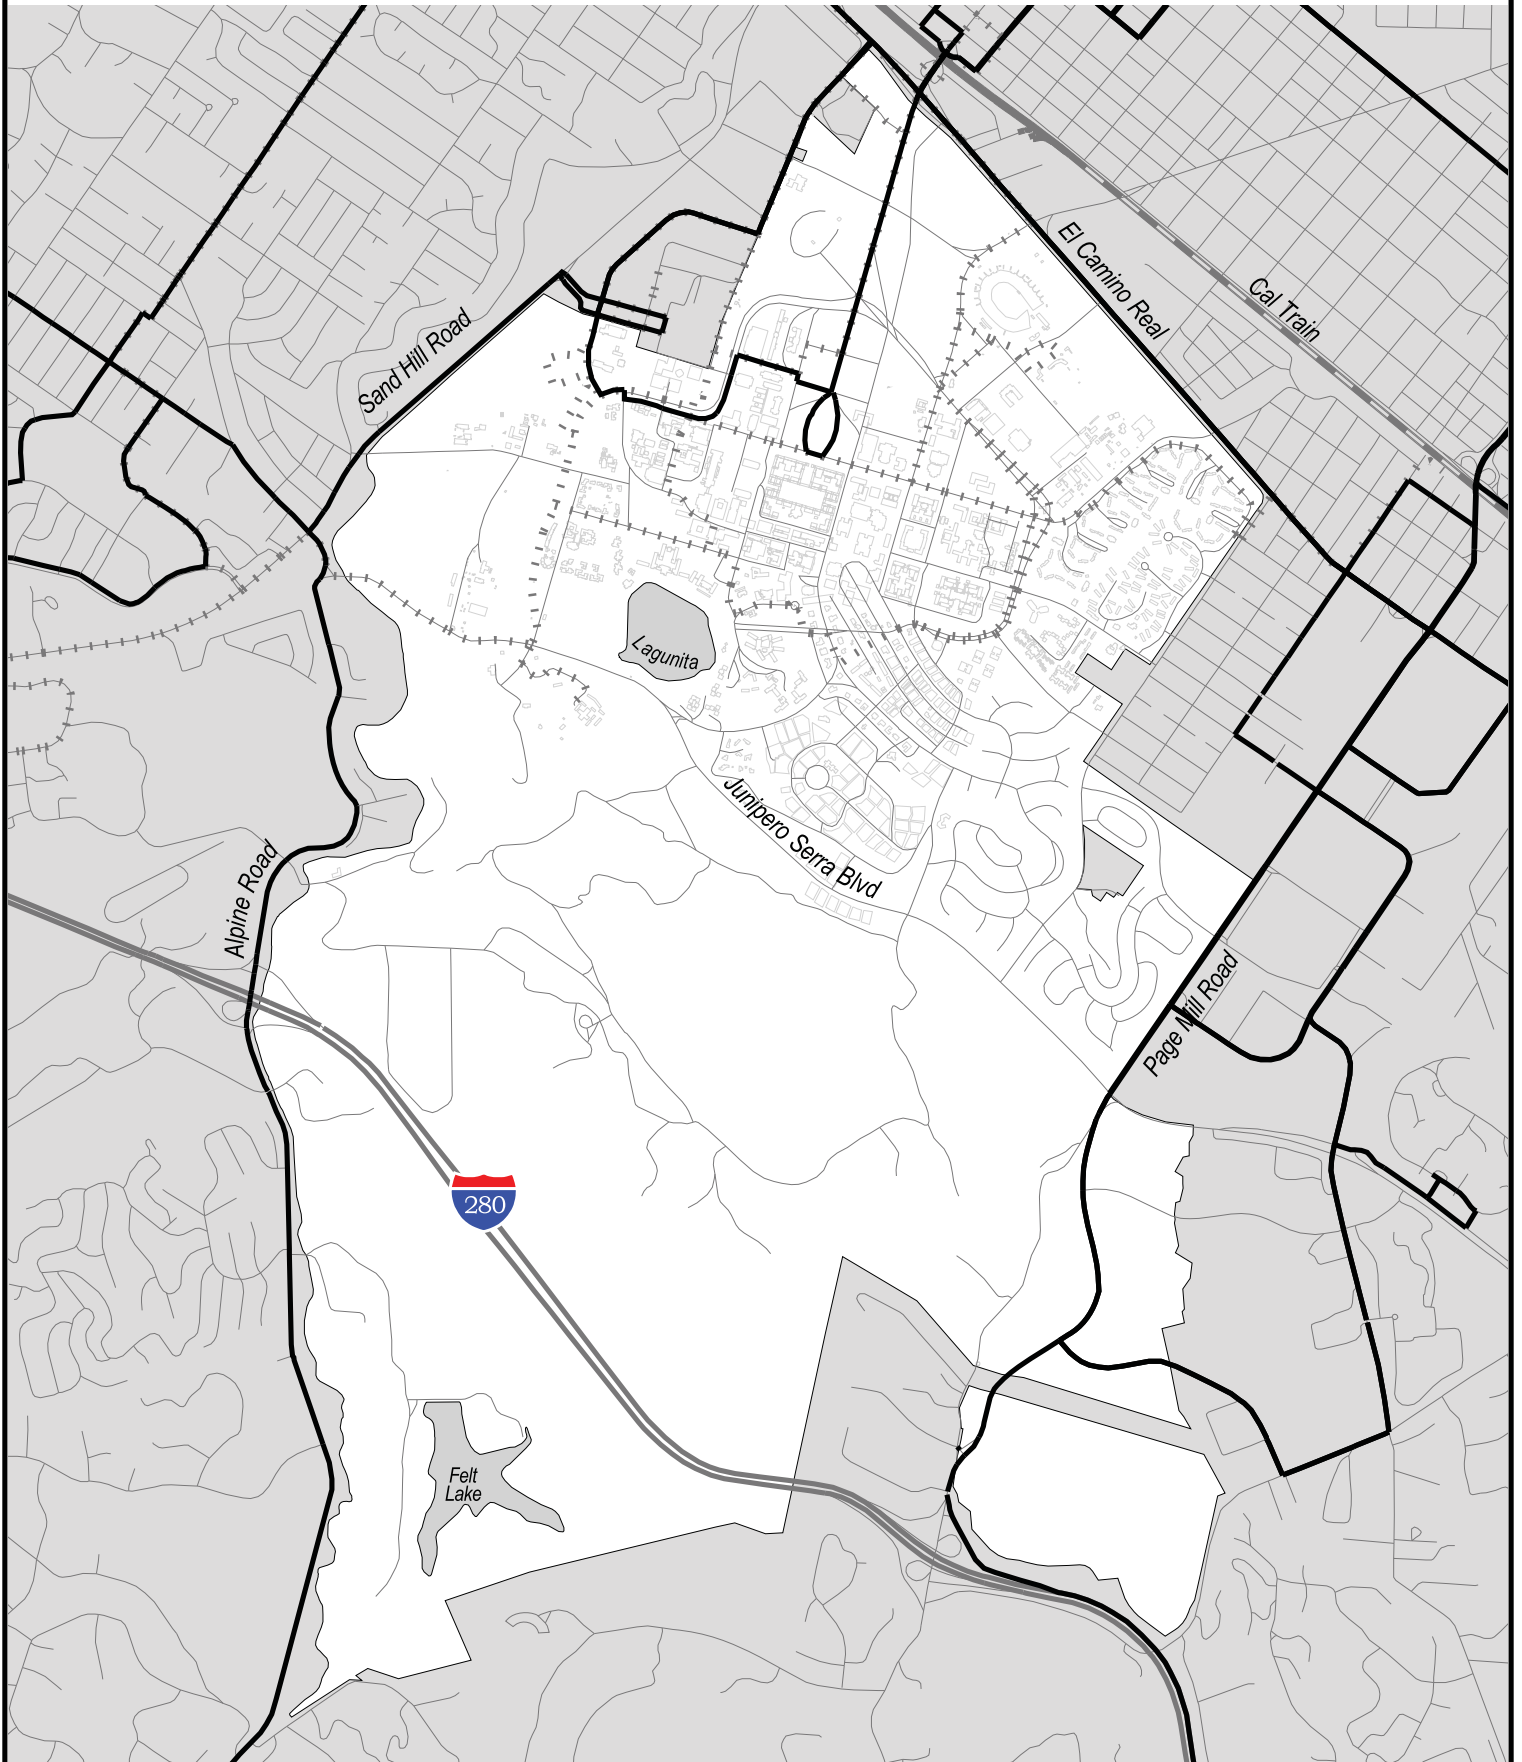 El Camino Real
Cal Train
Sand Hill Road
Lagunita
Junipero Serra Blvd
Alpine Road
Page Mill Road
280
Felt
Lake